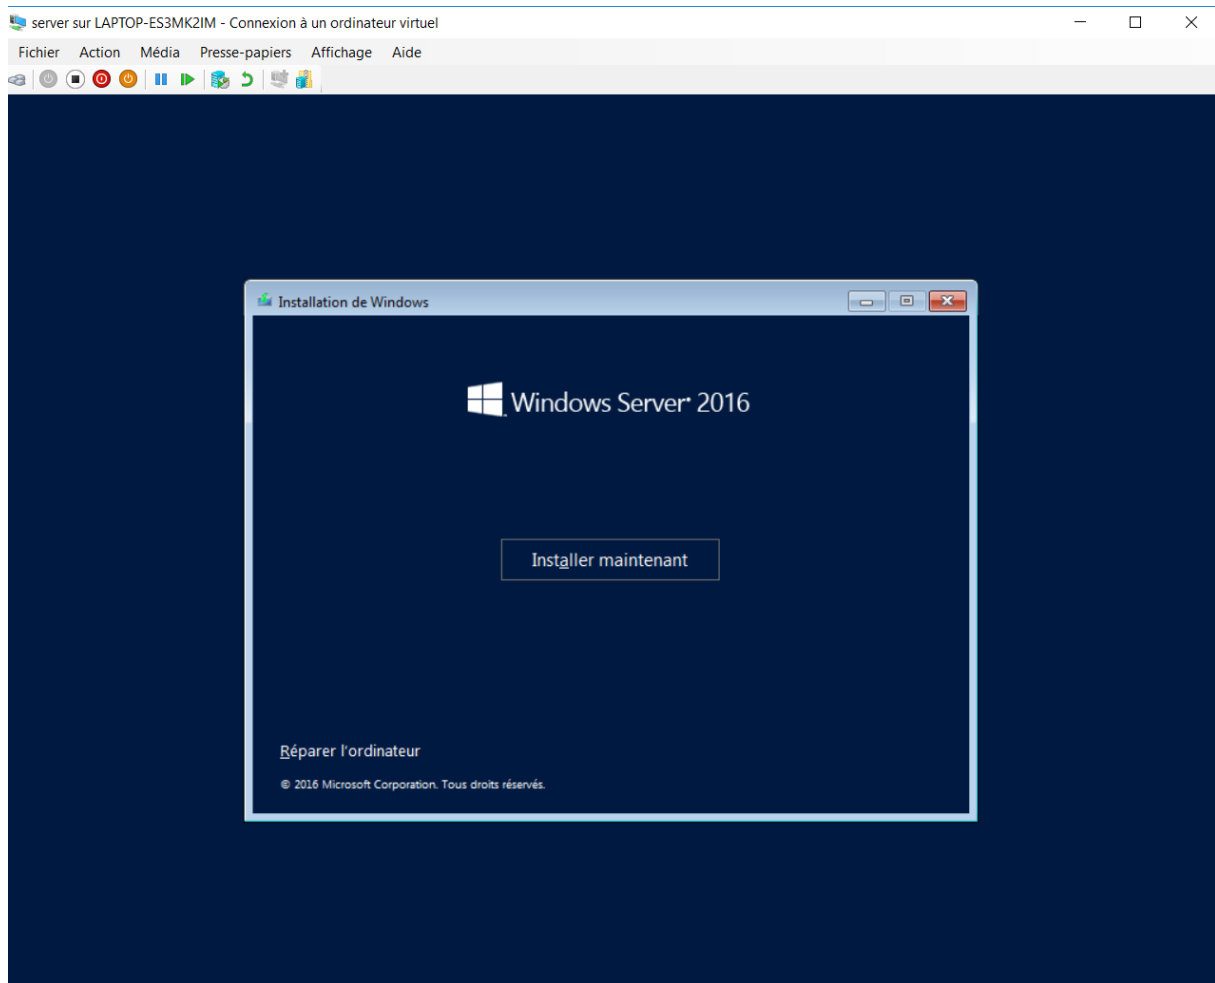 server sur LAPTOP-ES3MK2IM - Connexion à un ordinateur virtuel
Fichier Action Média Presse-papiers Affichage Aide
Installation de Windows
Windows Server 2016
Installer maintenant
Réparer l'ordinateur
© 2016 Microsoft Corporation. Tous droits réservés.